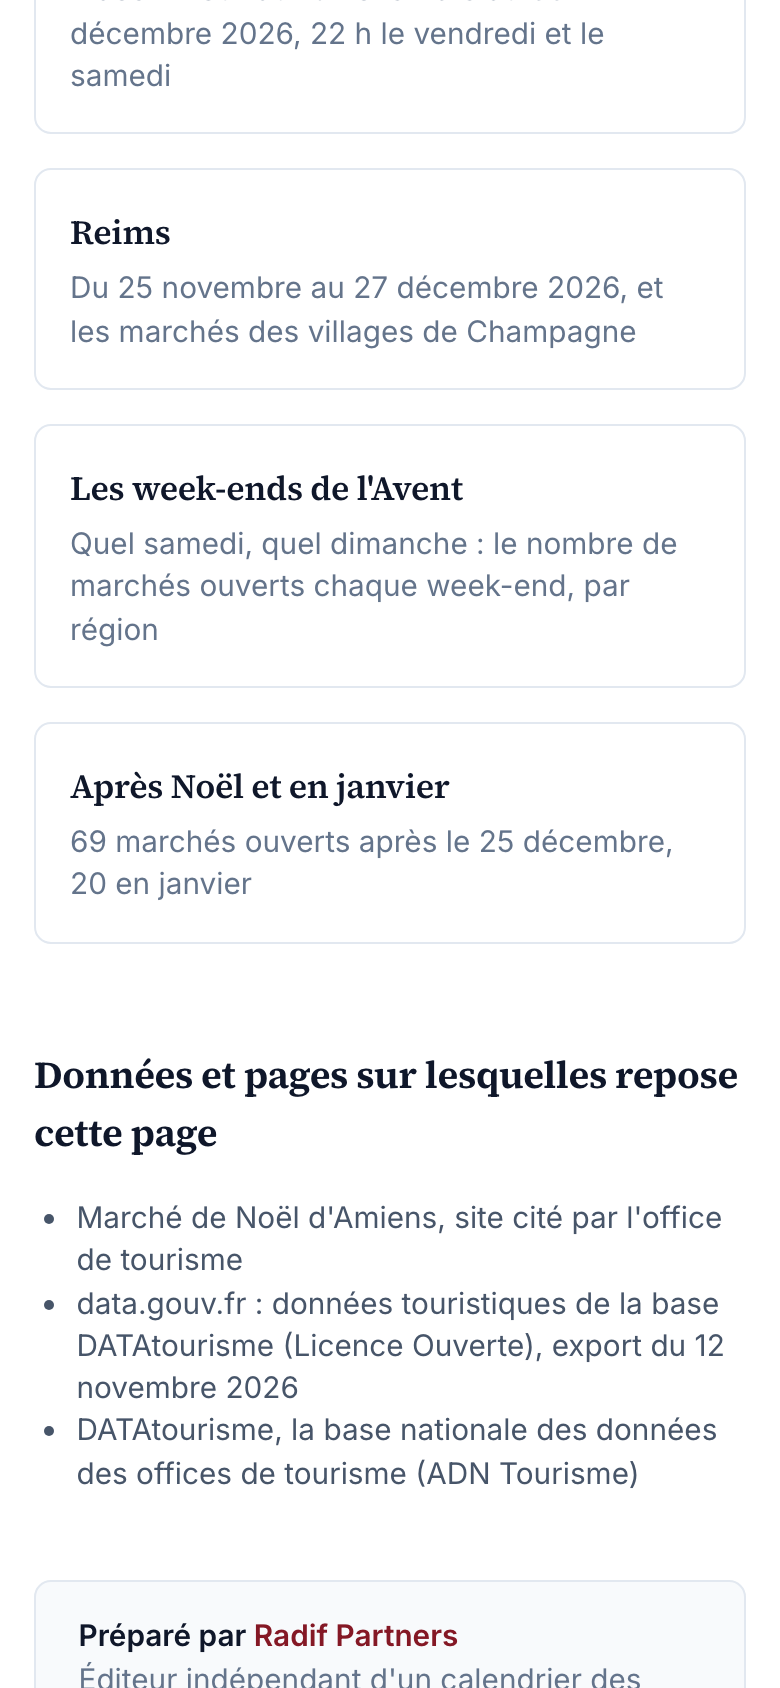 décembre 2026, 22 h le vendredi et le
samedi
Reims
Du 25 novembre au 27 décembre 2026, et
les marchés des villages de Champagne
Les week-ends de l'Avent
Quel samedi, quel dimanche : le nombre de
marchés ouverts chaque week-end, par
région
Après Noël et en janvier
69 marchés ouverts après le 25 décembre,
20 en janvier
Données et pages sur lesquelles repose
cette page
• Marché de Noël d'Amiens, site cité par l'office
de tourisme
• data.gouv.fr : données touristiques de la base
DATAtourisme (Licence Ouverte), export du 12
novembre 2026
• DATAtourisme, la base nationale des données
des offices de tourisme (ADN Tourisme)
Préparé par Radif Partners
Éditeur indépendant d'un calendrier des